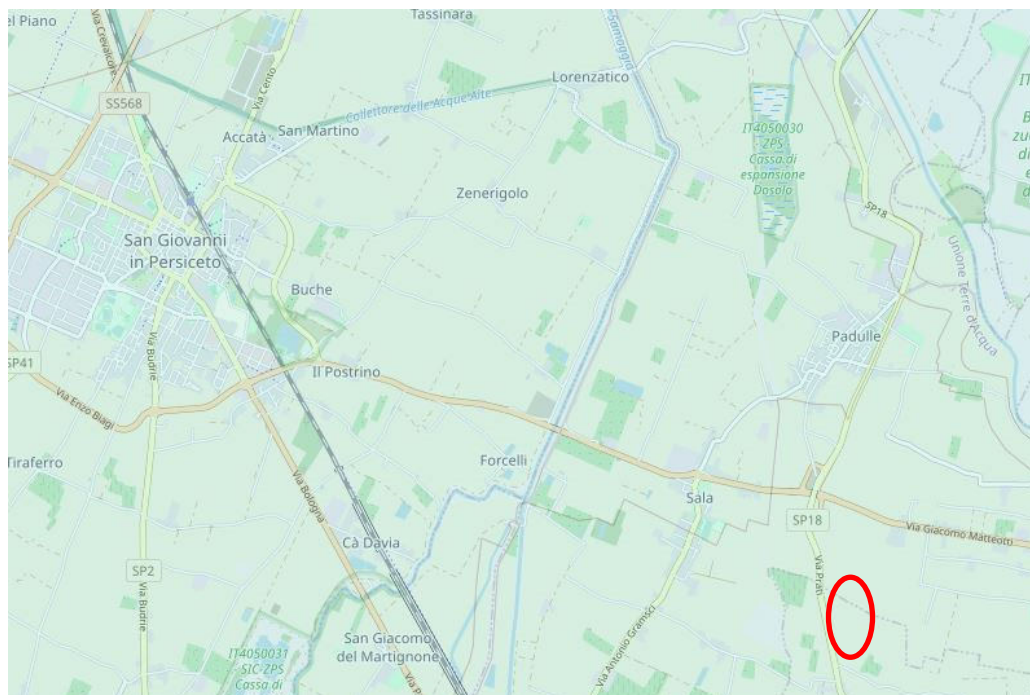 el Piano
Tassinara
Via Crevalcore
Samoggia
SS568
Via Cento
Lorenzatico
Collettore delle Acque Alte
Accatà
San Martino
IT4050030
- ZPS
Cassa di
espansione
Dosolo
Zenerigolo
SP18
San Giovanni
in Persiceto
Buche
Unione Terre d'Acqua
Padulle
Via Budrie
SP41
Il Postrino
Via Enzo Biagi
Tiraferro
Forcelli
Via Bologna
Sala
SP18
Via Giacomo Matteotti
Cà Davia
SP2
Via Prati
Via Budrie
San Giacomo
del Martignone
Via Antonio Gramsci
IT4050031
- SIC-ZPS
Cassa di